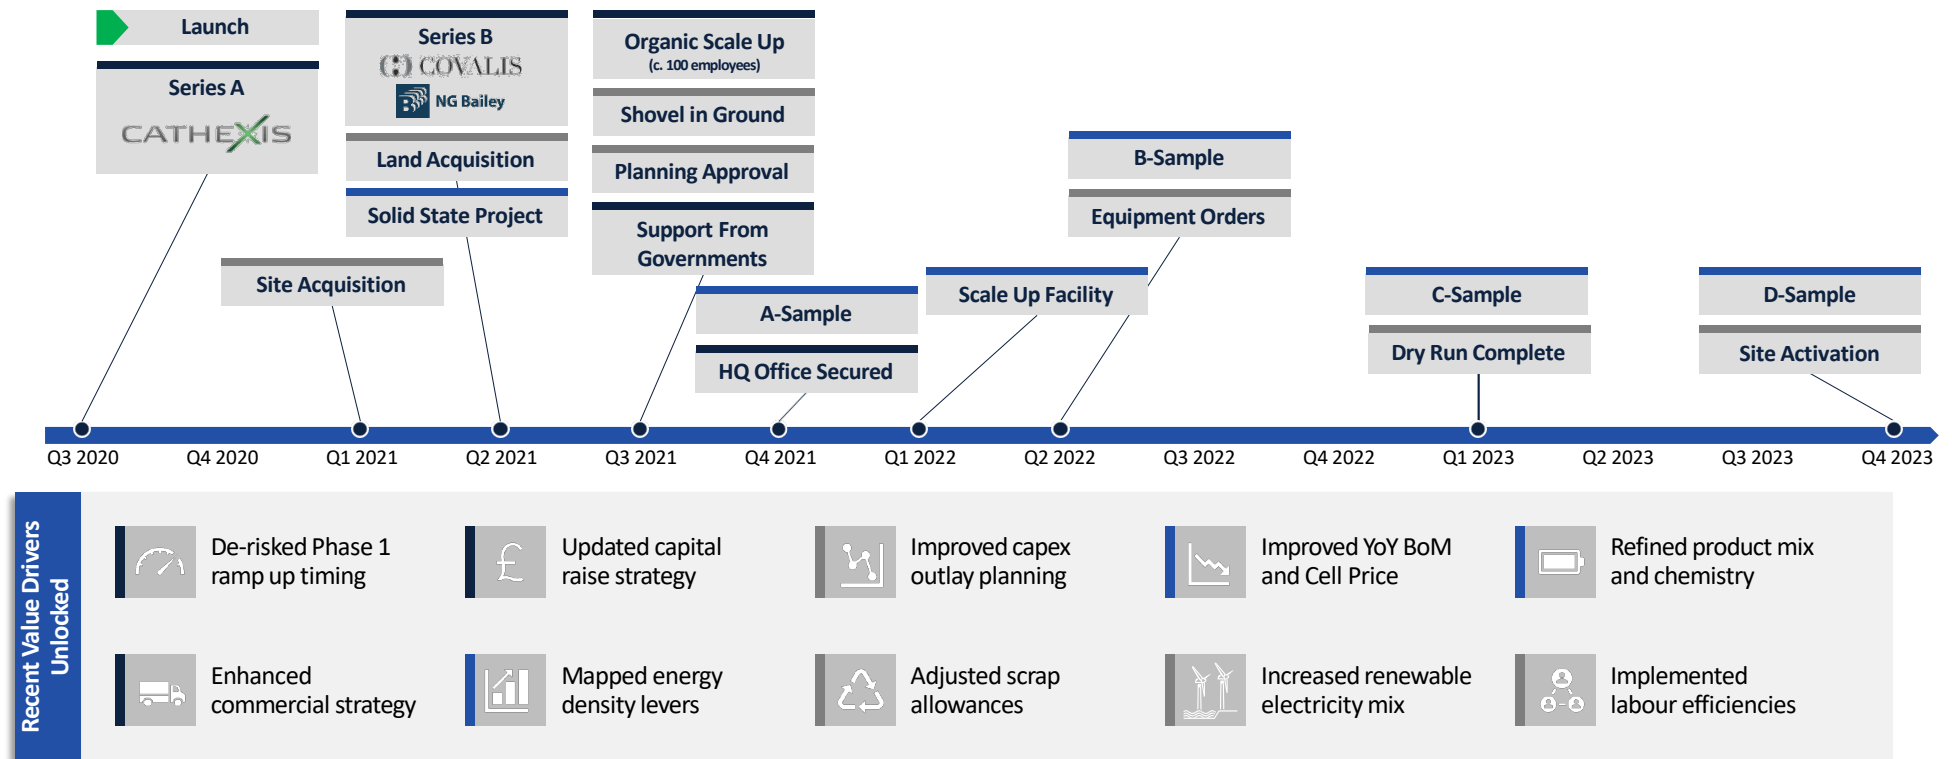 Launch
Series A
CATHEXIS
Site Acquisition
Series B
COVALIS
NG Bailey
Land Acquisition
Solid State Project
Organic Scale Up
(c. 100 employees)
Shovel in Ground
Planning Approval
Support From
Governments
A-Sample
HQ Office Secured
Scale Up Facility
B-Sample
Equipment Orders
C-Sample
Dry Run Complete
D-Sample
Site Activation
Q3 2020
Q4 2020
Q1 2021
Q2 2021
Q3 2021
Q4 2021
Q1 2022
Q2 2022
Q3 2022
Q4 2022
Q1 2023
Q2 2023
Q3 2023
Q4 2023
Recent Value Drivers
Unlocked
De-risked Phase 1
ramp up timing
£
Updated capital
raise strategy
Improved capex
outlay planning
Improved YoY BoM
and Cell Price
Refined product mix
and chemistry
Enhanced
commercial strategy
Mapped energy
density levers
Adjusted scrap
allowances
Increased renewable
electricity mix
Implemented
labour efficiencies